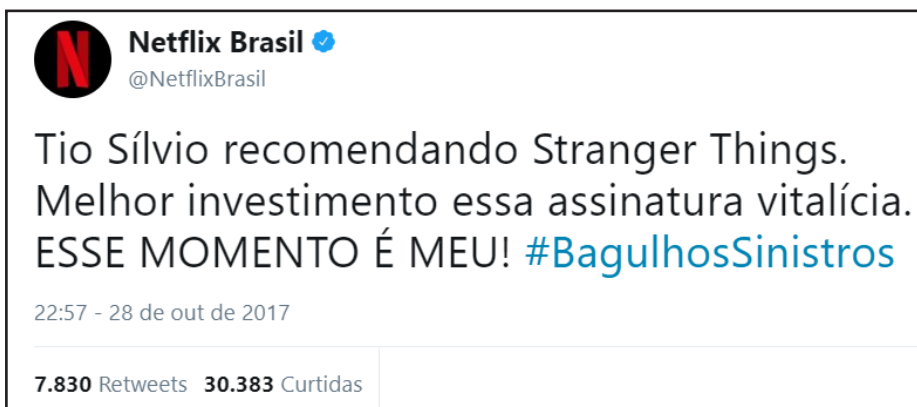 Netflix Brasil
@NetflixBrasil
Tio Sílvio recomendando Stranger Things.
Melhor investimento essa assinatura vitalícia.
ESSE MOMENTO É MEU! #BagulhosSinistros
22:57 - 28 de out de 2017
7.830 Retweets 30.383 Curtidas